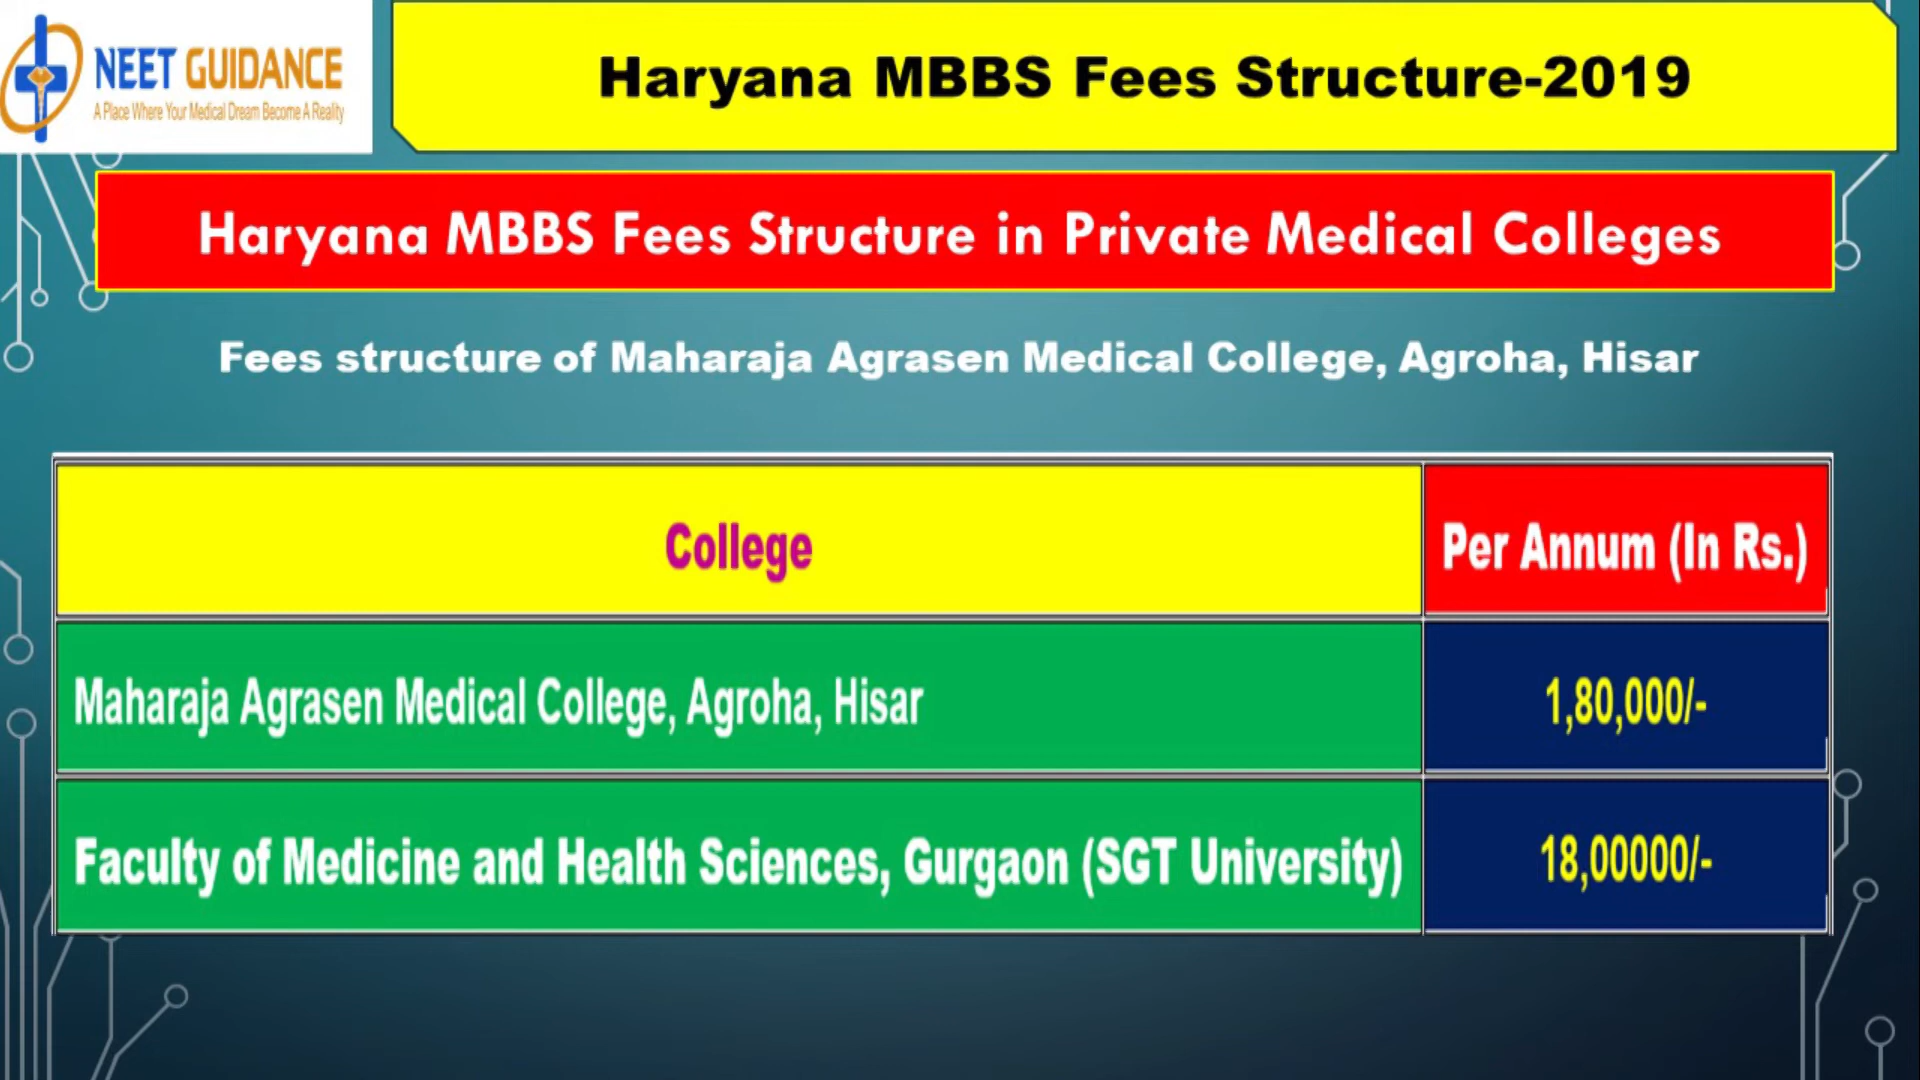 NEET GUIDANCE
A Place Where Your Medical Dream Become A Reality
Haryana MBBS Fees Structure-2019
Haryana MBBS Fees Structure in Private Medical Colleges
Fees structure of Maharaja Agrasen Medical College, Agroha, Hisar
College
Per Annum (In Rs.)
Maharaja Agrasen Medical College, Agroha, Hisar
1,80,000/-
Faculty of Medicine and Health Sciences, Gurgaon (SGT University)
18,00000/-